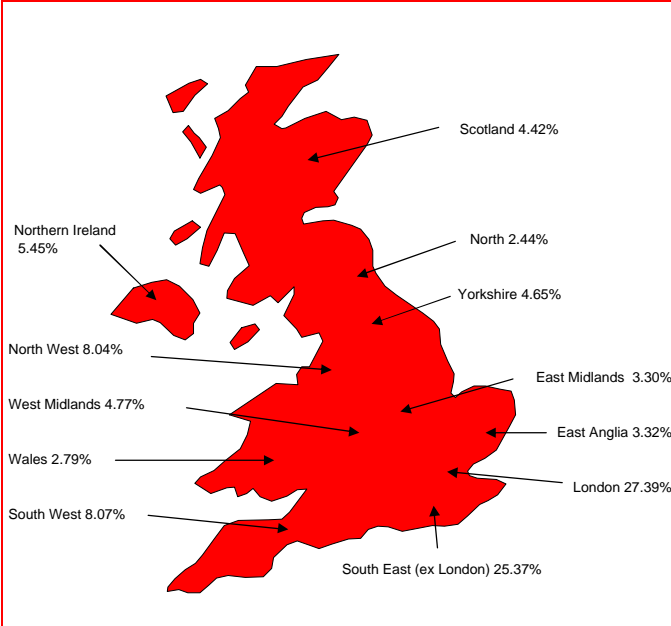 Scotland 4.42%
Northern Ireland
5.45%
North 2.44%
Yorkshire 4.65%
North West 8.04%
East Midlands 3.30%
West Midlands 4.77%
East Anglia 3.32%
Wales 2.79%
London 27.39%
South West 8.07%
South East (ex London) 25.37%